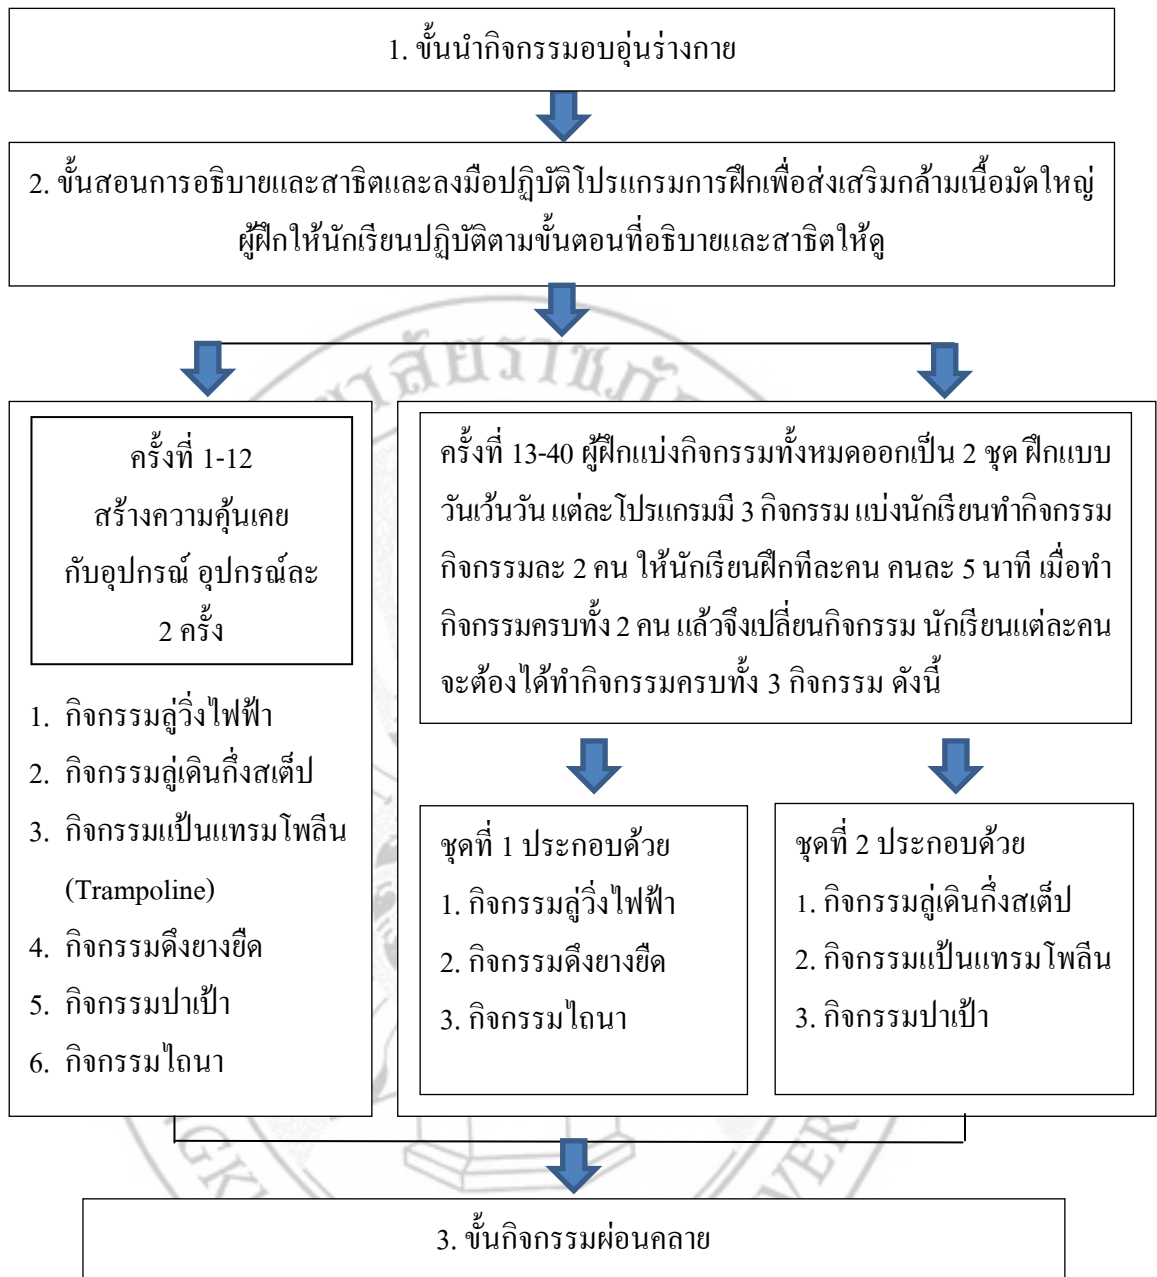 1. ขั้นนำกิจกรรมอบอุ่นร่างกาย
2. ขั้นสอนการอธิบายและสาธิตและลงมือปฏิบัติโปรแกรมการฝึกเพื่อส่งเสริมกล้ามเนื้อมัดใหญ่
ผู้ฝึกให้นักเรียนปฏิบัติตามขั้นตอนที่อธิบายและสาธิตให้ดู
ครั้งที่ 1-12
สร้างความคุ้นเคย
กับอุปกรณ์ อุปกรณ์ละ
2 ครั้ง
1. กิจกรรมลู่วิ่งไฟฟ้า
2. กิจกรรมลู่เดินกึ่งสเต็ป
3. กิจกรรมแป้นแทรมโพลีน
(Trampoline)
4. กิจกรรมดึงยางยืด
5. กิจกรรมปาเป้า
6. กิจกรรมไถนา
ครั้งที่ 13-40 ผู้ฝึกแบ่งกิจกรรมทั้งหมดออกเป็น 2 ชุด ฝึกแบบ
วันเว้นวัน แต่ละโปรแกรมมี 3 กิจกรรม แบ่งนักเรียนทำกิจกรรม
กิจกรรมละ 2 คน ให้นักเรียนฝึกทีละคน คนละ 5 นาที เมื่อทำ
กิจกรรมครบทั้ง 2 คน แล้วจึงเปลี่ยนกิจกรรม นักเรียนแต่ละคน
จะต้องได้ทำกิจกรรมครบทั้ง 3 กิจกรรม ดังนี้
ชุดที่ 1 ประกอบด้วย
1. กิจกรรมลู่วิ่งไฟฟ้า
2. กิจกรรมดึงยางยืด
3. กิจกรรมไถนา
ชุดที่ 2 ประกอบด้วย
1. กิจกรรมลู่เดินกึ่งสเต็ป
2. กิจกรรมแป้นแทรมโพลีน
3. กิจกรรมปาเป้า
3. ขั้นกิจกรรมผ่อนคลาย